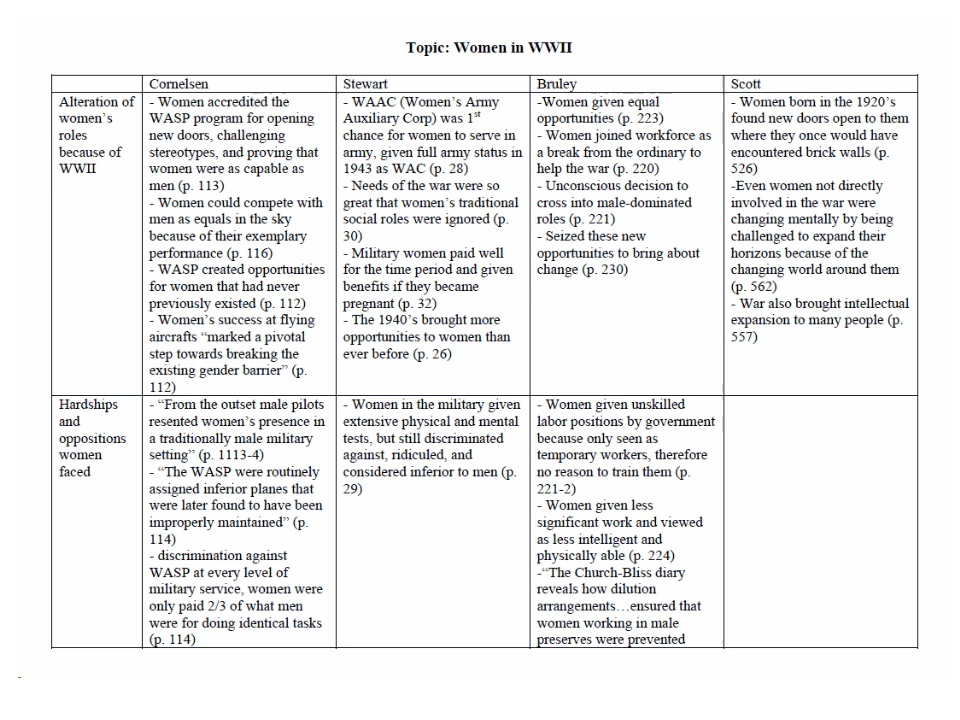 Topic: Women in WWII
Cornelsen
Stewart
Bruley
Scott
Alteration of
women's
roles
because of
WWII
- Women accredited the
WASP program for opening
new doors, challenging
stereotypes, and proving that
women were as capable as
men (p. 113)
- Women could compete with
men as equals in the sky
because of their exemplary
performance (p. 116)
- WASP created opportunities
for women that had never
previously existed (p. 112)
- Women's success at flying
aircrafts “marked a pivotal
step towards breaking the
existing gender barrier” (p.
112)
- WAAC (Women's Army
Auxiliary Corp) was 1st
chance for women to serve in
army, given full army status in
1943 as WAC (p. 28)
- Needs of the war were so
great that women's traditional
social roles were ignored (p.
30)
- Military women paid well
for the time period and given
benefits if they became
pregnant (p. 32)
- The 1940's brought more
opportunities to women than
ever before (p. 26)
-Women given equal
opportunities (p. 223)
- Women joined workforce as
a break from the ordinary to
help the war (p. 220)
- Unconscious decision to
cross into male-dominated
roles (p. 221)
- Seized these new
opportunities to bring about
change (p. 230)
- Women born in the 1920's
found new doors open to them
where they once would have
encountered brick walls (p.
526)
-Even women not directly
involved in the war were
changing mentally by being
challenged to expand their
horizons because of the
changing world around them
(p. 562)
- War also brought intellectual
expansion to many people (p.
557)
Hardships
and
oppositions
women
faced
- “From the outset male pilots
resented women's presence in
a traditionally male military
setting” (p. 1113-4)
- “The WASP were routinely
assigned inferior planes that
were later found to have been
improperly maintained” (p.
114)
- discrimination against
WASP at every level of
military service, women were
only paid 2/3 of what men
were for doing identical tasks
(p. 114)
- Women in the military given
extensive physical and mental
tests, but still discriminated
against, ridiculed, and
considered inferior to men (p.
29)
- Women given unskilled
labor positions by government
because only seen as
temporary workers, therefore
no reason to train them (p.
221-2)
- Women given less
significant work and viewed
as less intelligent and
physically able (p. 224)
-“The Church-Bliss diary
reveals how dilution
arrangements…ensured that
women working in male
preserves were prevented